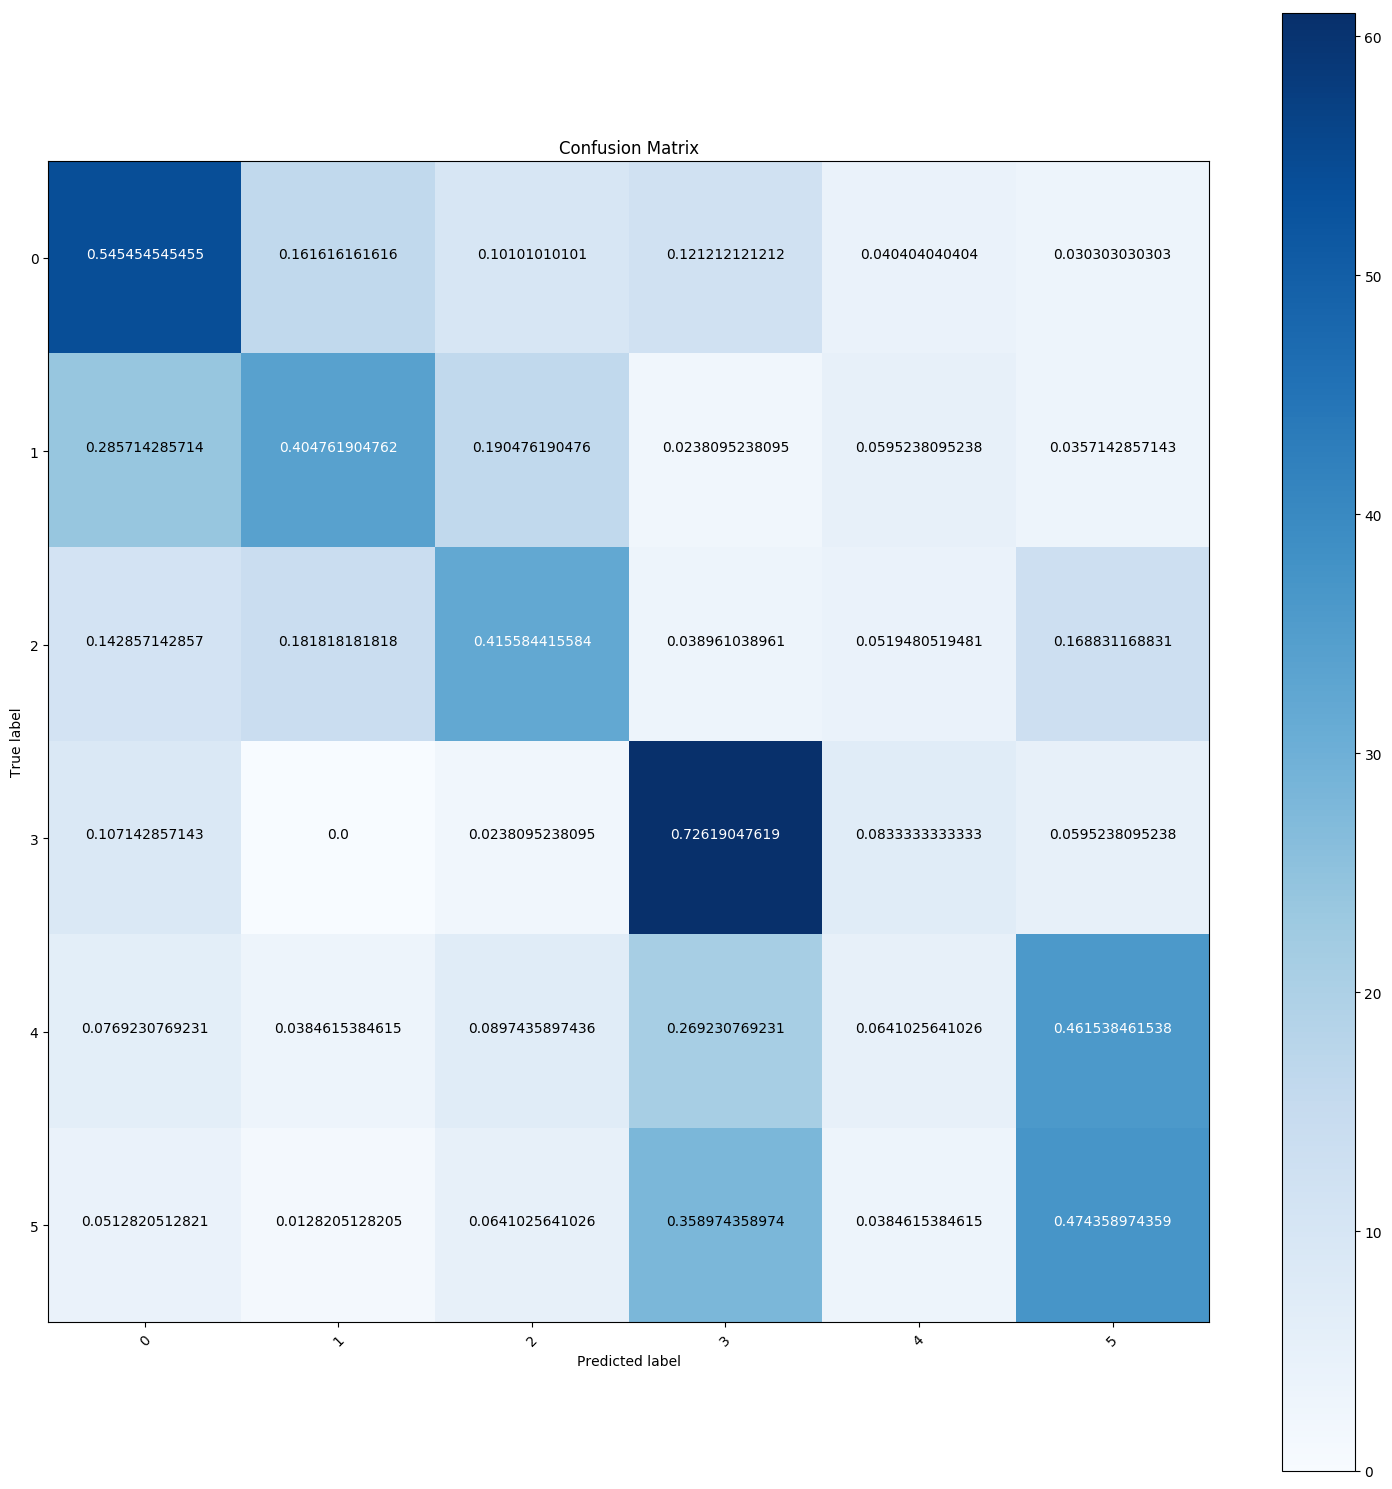 Confusion Matrix
0 0.545454545455 0.161616161616 0.10101010101 0.121212121212 0.040404040404 0.030303030303
1 0.285714285714 0.404761904762 0.190476190476 0.0238095238095 0.0595238095238 0.0357142857143
2 0.142857142857 0.181818181818 0.415584415584 0.038961038961 0.0519480519481 0.168831168831
3 0.107142857143 0.0 0.0238095238095 0.72619047619 0.0833333333333 0.0595238095238
4 0.0769230769231 0.0384615384615 0.0897435897436 0.269230769231 0.0641025641026 0.461538461538
5 0.0512820512821 0.0128205128205 0.0641025641026 0.358974358974 0.0384615384615 0.474358974359
0 1 2 3 4 5
Predicted label
True label
60
50
40
30
20
10
0